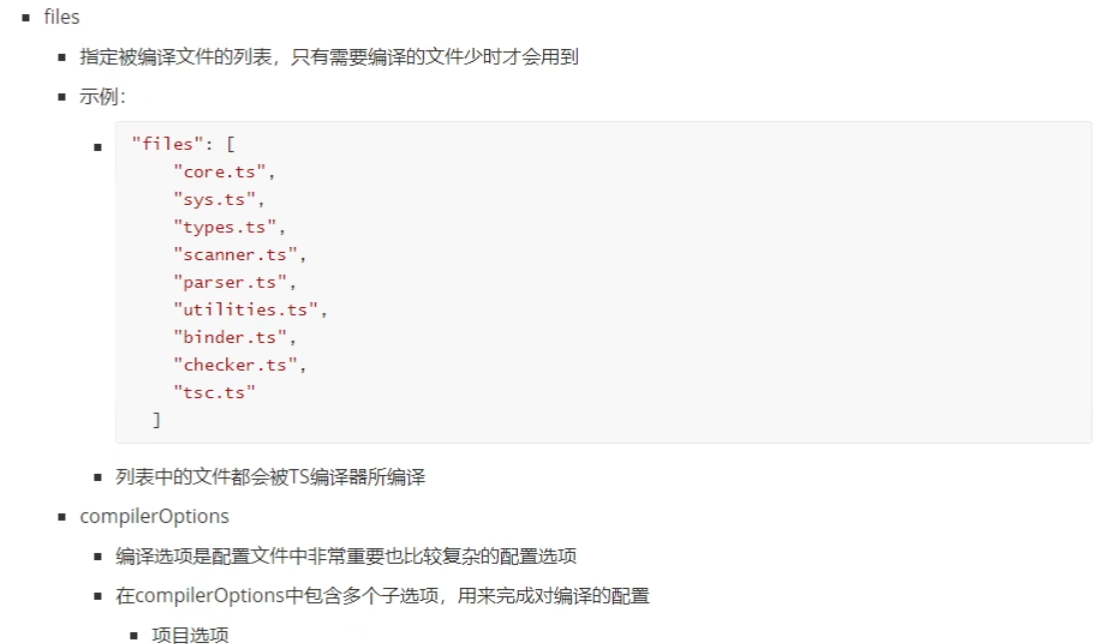 files
指定被编译文件的列表，只有需要编译的文件少时才会用到
示例：
"files": [
"core.ts",
"sys.ts",
"types.ts",
"scanner.ts",
"parser.ts",
"utilities.ts",
"binder.ts",
"checker.ts",
"tsc.ts"
]
列表中的文件都会被TS编译器所编译
compilerOptions
编译选项是配置文件中非常重要也比较复杂的配置选项
在compilerOptions中包含多个子选项，用来完成对编译的配置
项目选项